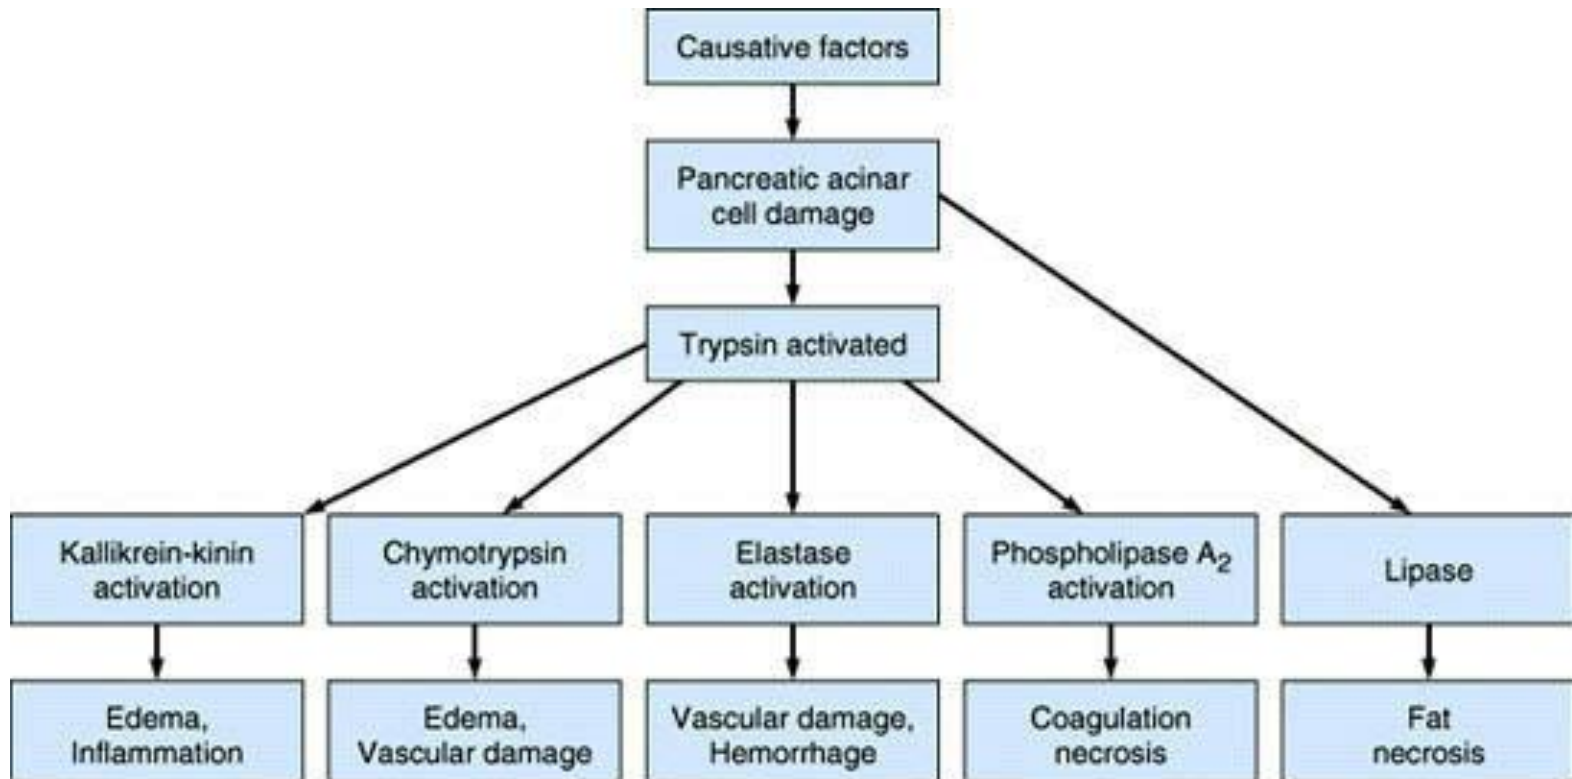 Causative factors
Pancreatic acinar
cell damage
Trypsin activated
Kallikrein-kinin
activation
Chymotrypsin
activation
Elastase
activation
Phospholipase A₂
activation
Lipase
Edema,
Inflammation
Edema,
Vascular damage
Vascular damage,
Hemorrhage
Coagulation
necrosis
Fat
necrosis